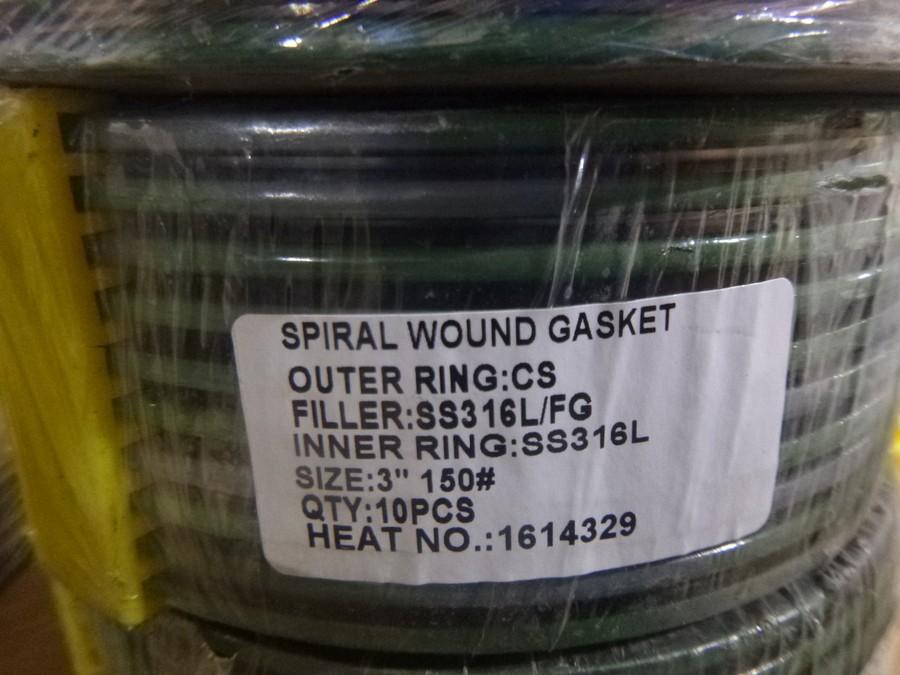 SPIRAL WOUND GASKET
OUTER RING:CS
FILLER:SS316L/FG
INNER RING:SS316L
SIZE:3" 150#
QTY:10PCS
HEAT NO.:1614329